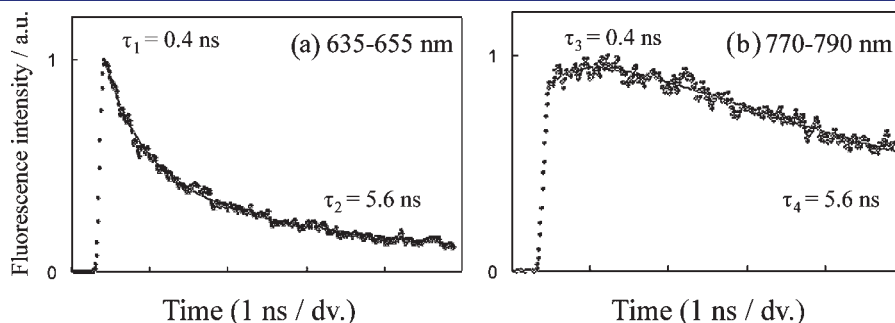 Fluorescence intensity / a.u.
1
0
τ1 = 0.4 ns
(a) 635-655 nm
τ2 = 5.6 ns
Time (1 ns / dv.)
1
0
τ3 = 0.4 ns
(b) 770-790 nm
τ4 = 5.6 ns
Time (1 ns / dv.)